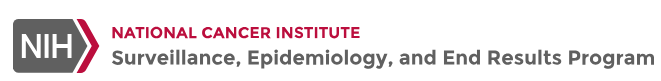 NIH
NATIONAL CANCER INSTITUTE
Surveillance, Epidemiology, and End Results Program